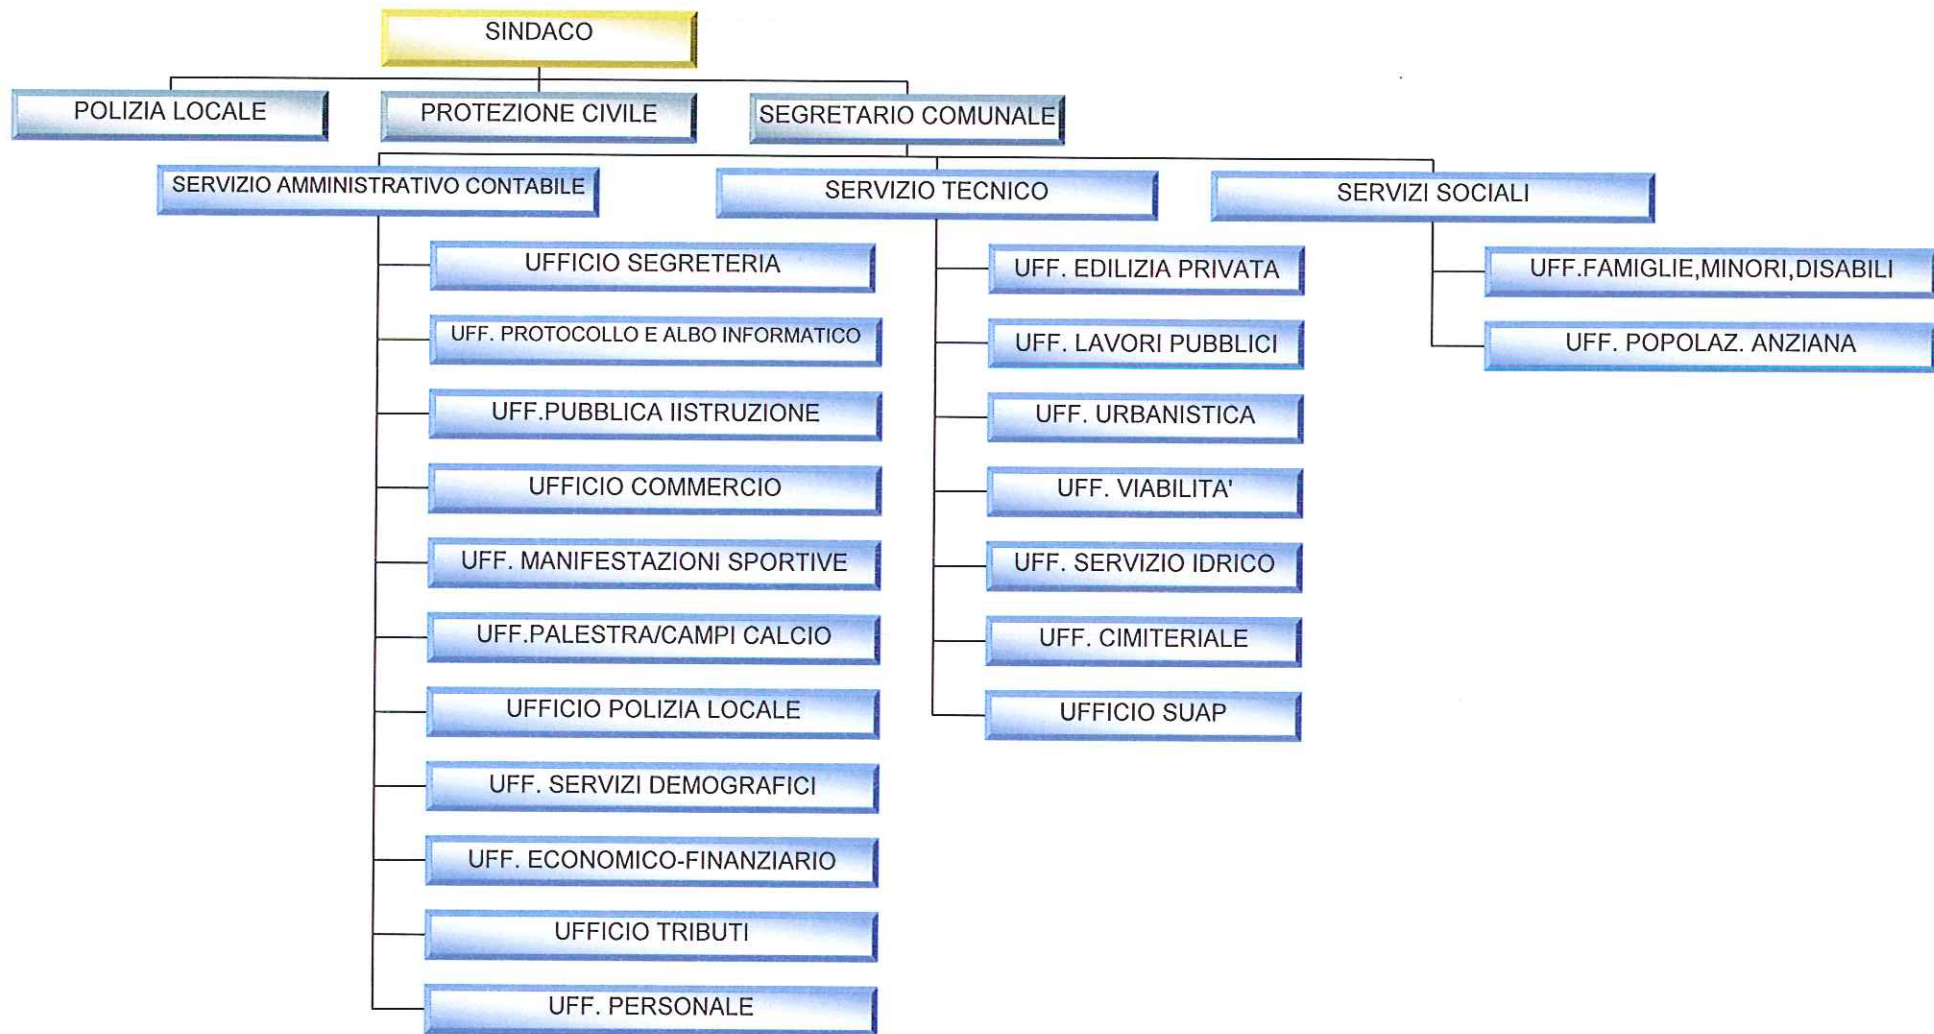 SINDACO
POLIZIA LOCALE
PROTEZIONE CIVILE
SEGRETARIO COMUNALE
SERVIZIO AMMINISTRATIVO CONTABILE
SERVIZIO TECNICO
SERVIZI SOCIALI
UFFICIO SEGRETERIA
UFF. PROTOCOLLO E ALBO INFORMATICO
UFF.PUBBLICA IISTRUZIONE
UFFICIO COMMERCIO
UFF. MANIFESTAZIONI SPORTIVE
UFF.PALESTRA/CAMPI CALCIO
UFFICIO POLIZIA LOCALE
UFF. SERVIZI DEMOGRAFICI
UFF. ECONOMICO-FINANZIARIO
UFFICIO TRIBUTI
UFF. PERSONALE
UFF. EDILIZIA PRIVATA
UFF. LAVORI PUBBLICI
UFF. URBANISTICA
UFF. VIABILITA'
UFF. SERVIZIO IDRICO
UFF. CIMITERIALE
UFFICIO SUAP
UFF.FAMIGLIE,MINORI,DISABILI
UFF. POPOLAZ. ANZIANA